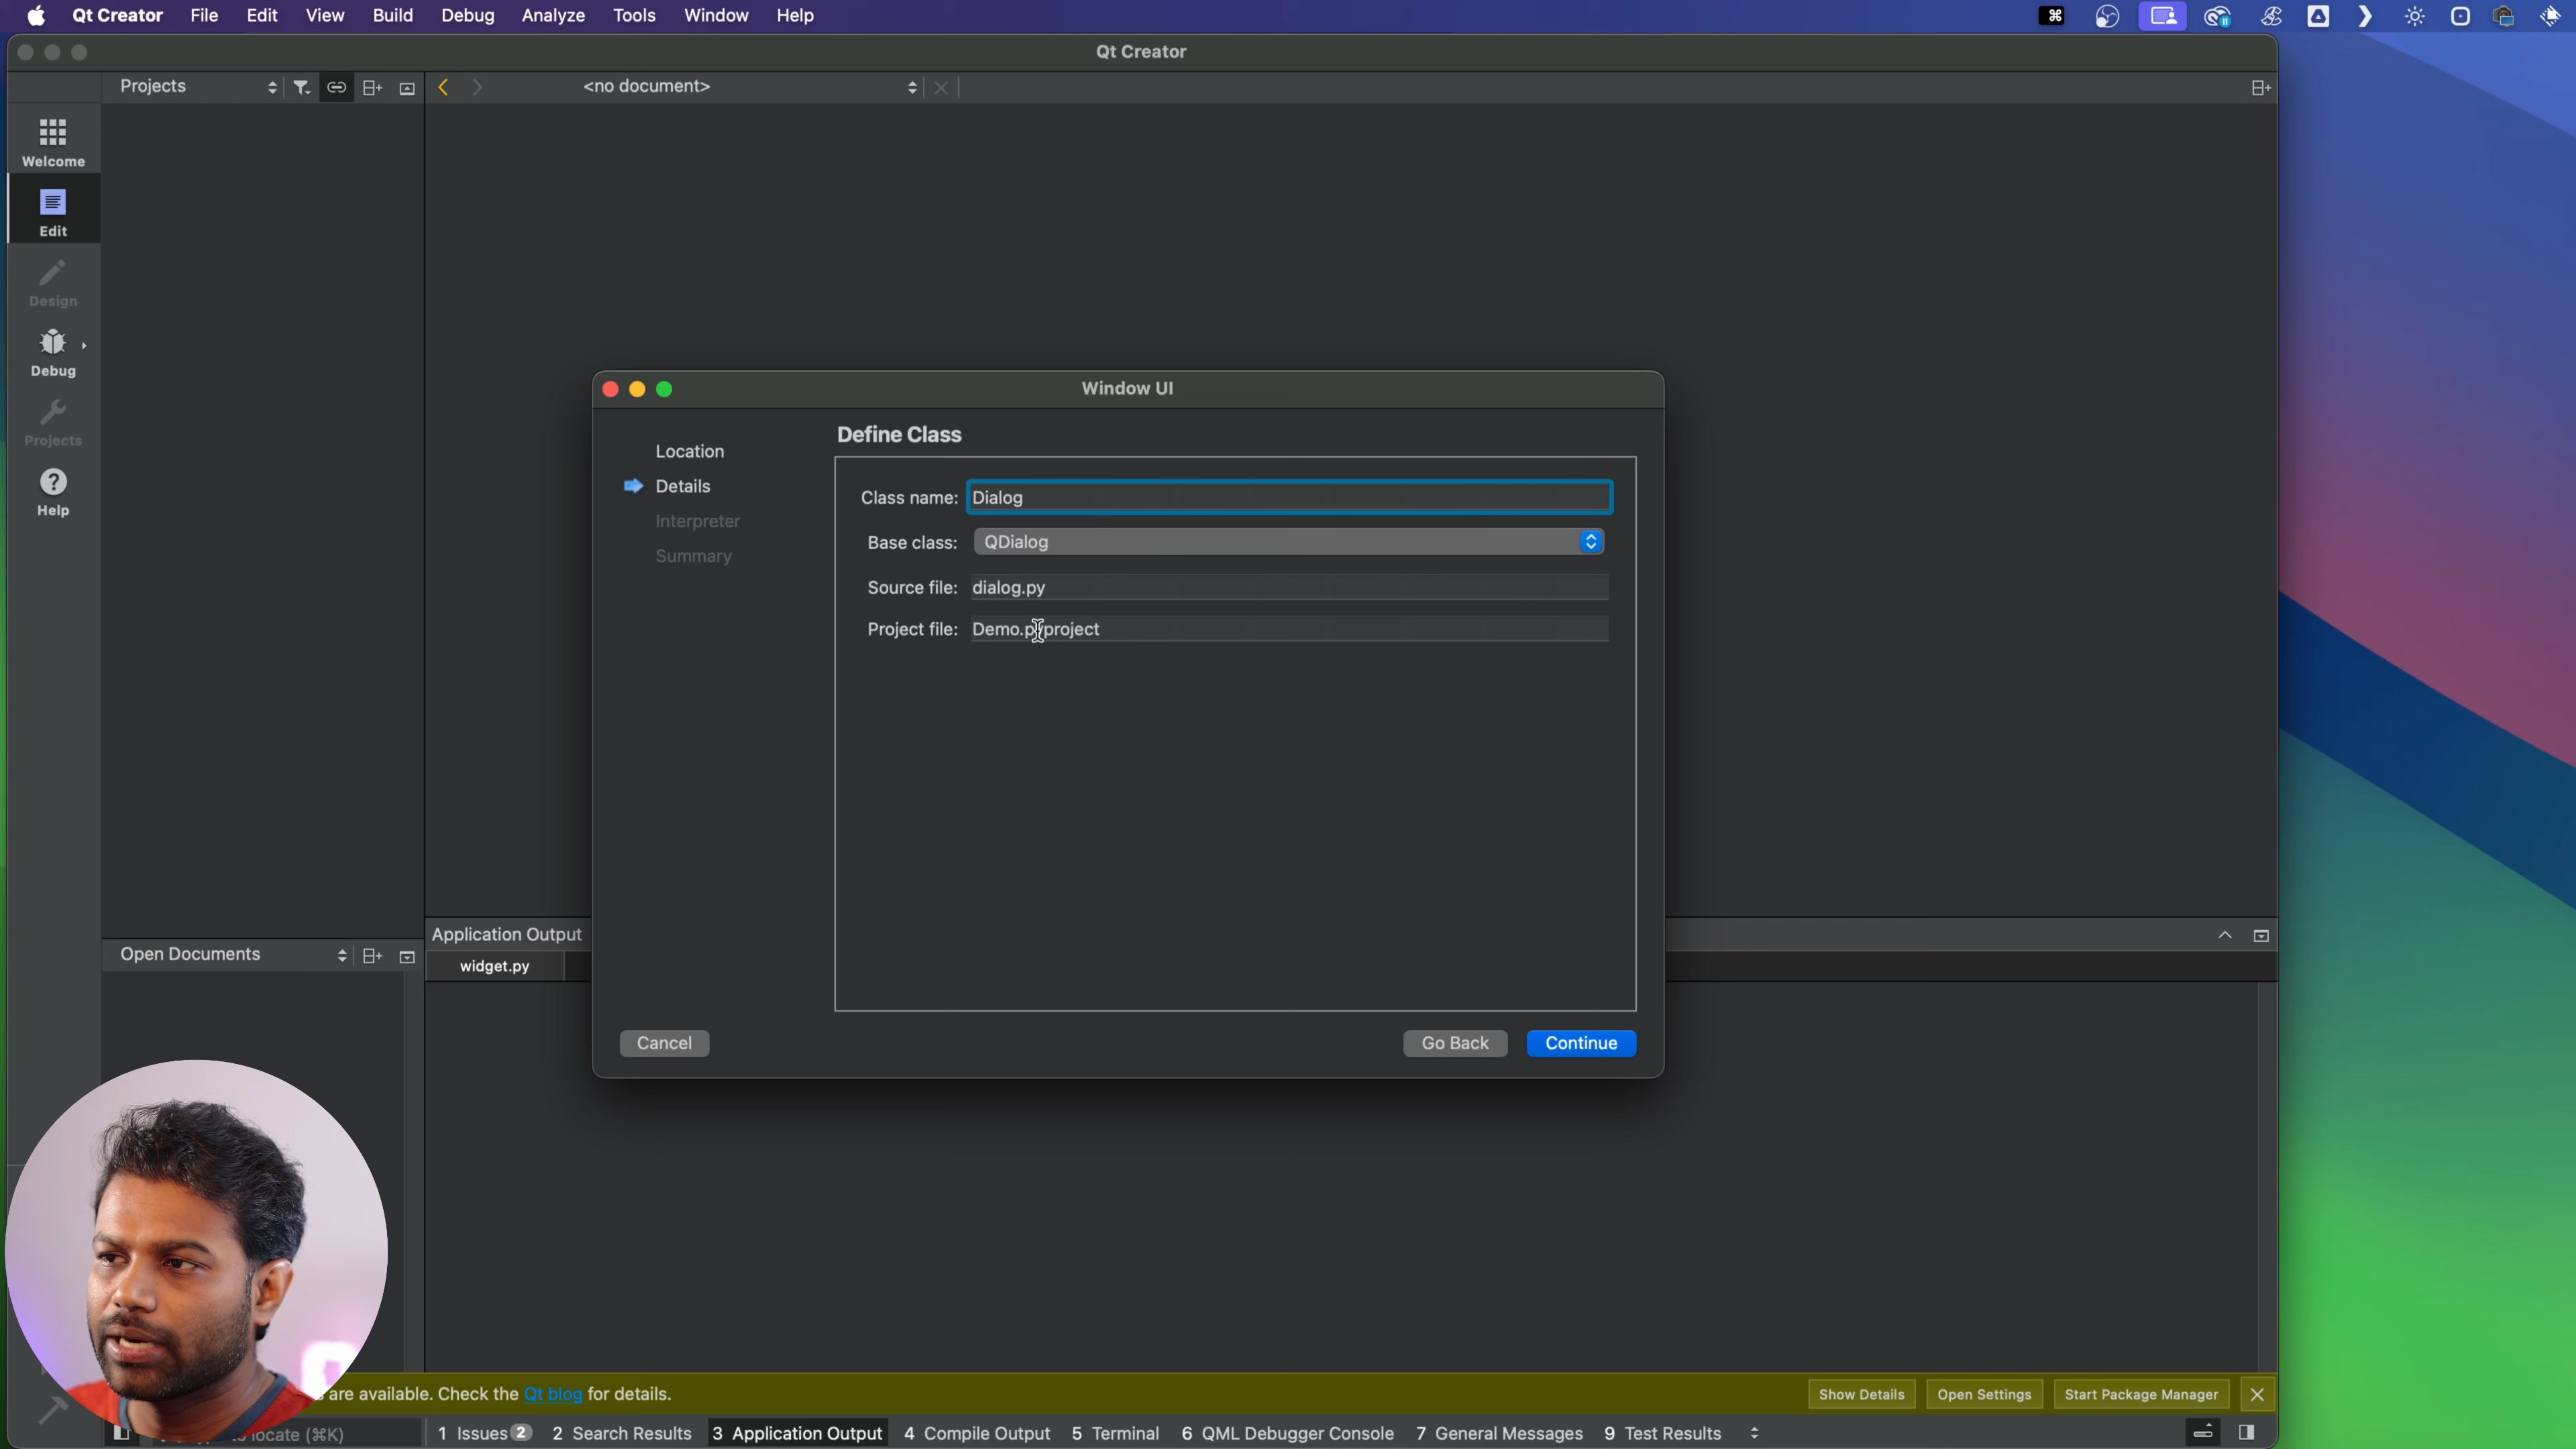 Qt Creator File Edit View Build Debug Analyze Tools Window Help
Qt Creator
Projects
<no document>
Welcome
Edit
Design
Debug
Projects
Help
Window UI
Location
Details
Interpreter
Summary
Define Class
Class name: Dialog
Base class: QDialog
Source file: dialog.py
Project file: Demo.pyproject
Cancel
Go Back
Continue
Open Documents
Application Output
widget.py
are available. Check the Qt blog for details.
Show Details
Open Settings
Start Package Manager
to locate (⌘K)
1 Issues 2
2 Search Results
3 Application Output
4 Compile Output
5 Terminal
6 QML Debugger Console
7 General Messages
9 Test Results